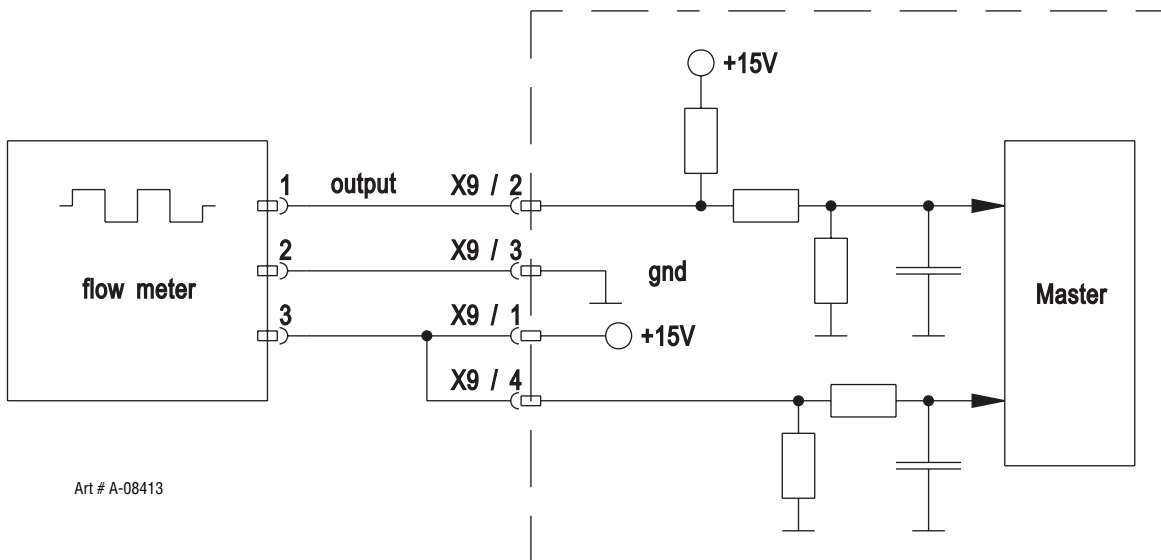 +15V
1 output X9 / 2
2 X9 / 3
gnd
flow meter
Master
3 X9 / 1
+15V
X9 / 4
Art # A-08413